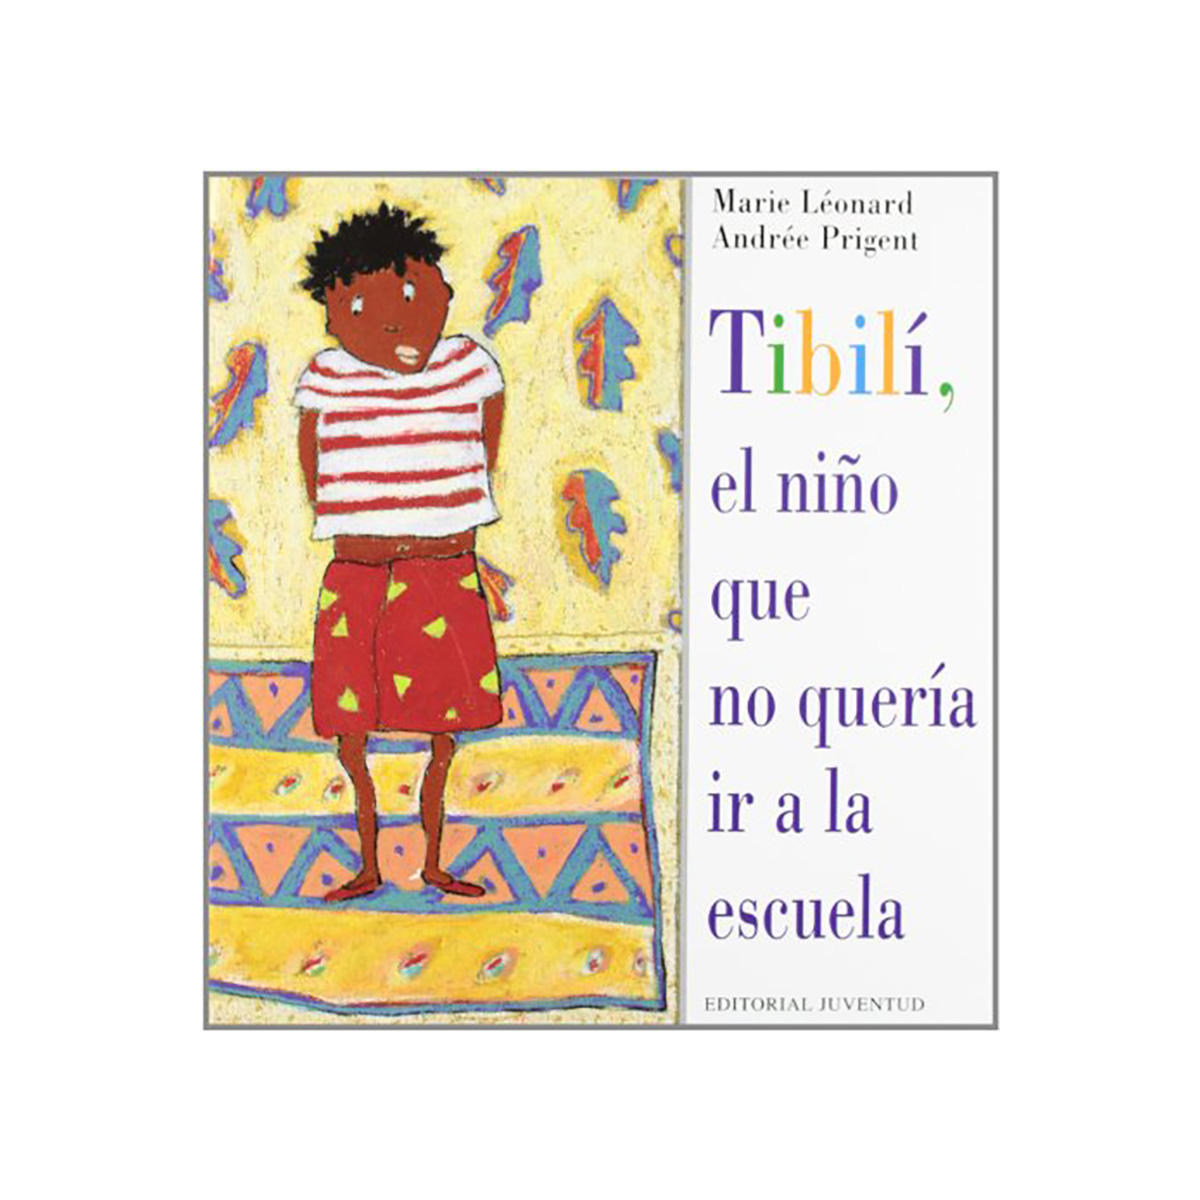 Marie Léonard
Andrée Prigent
Tibilí,
el niño
que
no quería
ir a la
escuela
EDITORIAL JUVENTUD